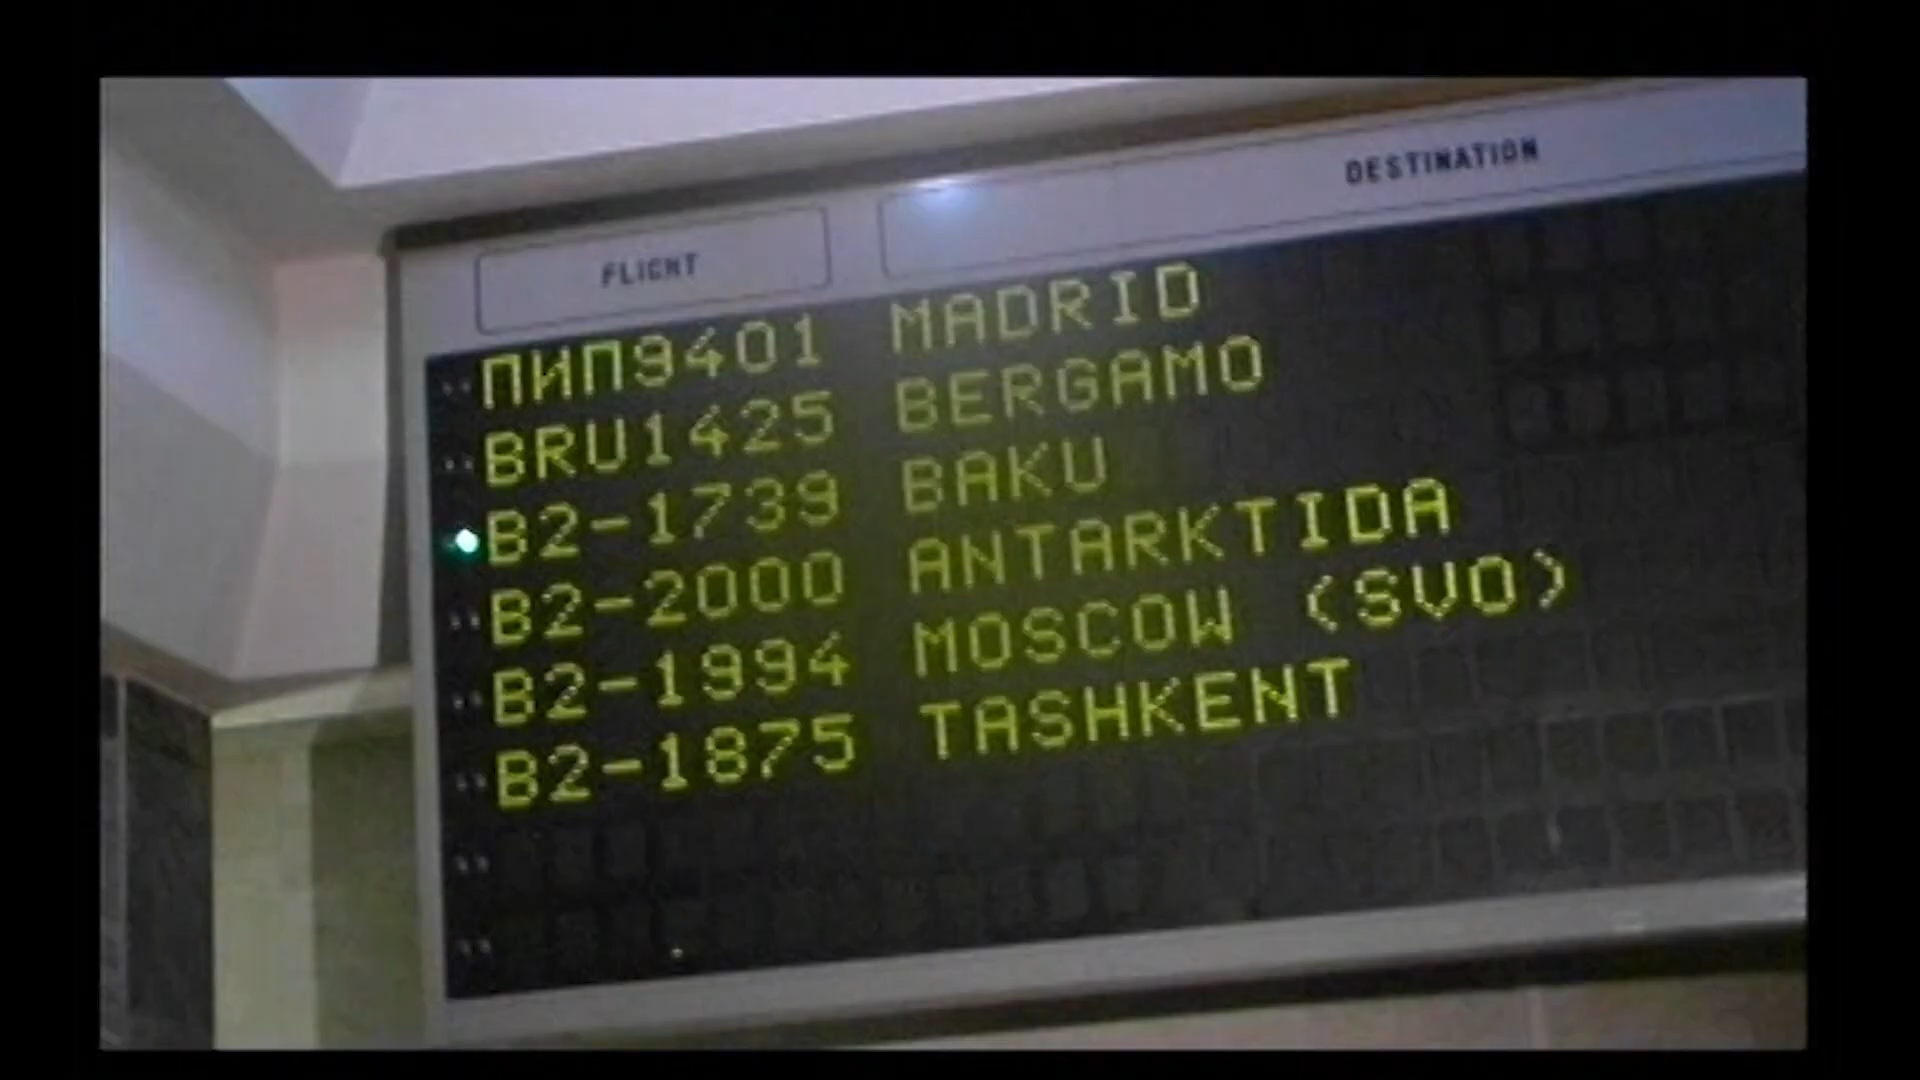 FLIGHT DESTINATION
ПИП9401 MADRID
BRU1425 BERGAMO
B2-1739 BAKU
B2-2000 ANTARKTIDA
B2-1994 MOSCOW (SVO)
B2-1875 TASHKENT